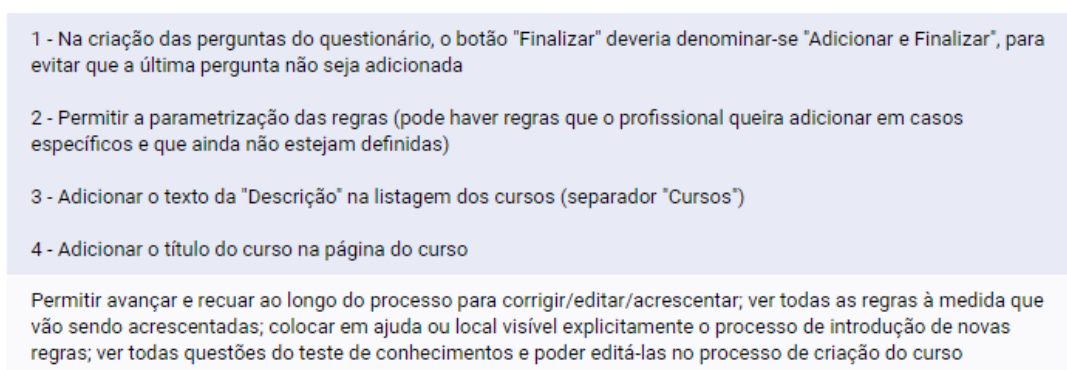 1 - Na criação das perguntas do questionário, o botão "Finalizar" deveria denominar-se "Adicionar e Finalizar", para
evitar que a última pergunta não seja adicionada
2 - Permitir a parametrização das regras (pode haver regras que o profissional queira adicionar em casos
específicos e que ainda não estejam definidas)
3 - Adicionar o texto da "Descrição" na listagem dos cursos (separador "Cursos")
4 - Adicionar o título do curso na página do curso
Permitir avançar e recuar ao longo do processo para corrigir/editar/acrescentar; ver todas as regras à medida que
vão sendo acrescentadas; colocar em ajuda ou local visível explicitamente o processo de introdução de novas
regras; ver todas questões do teste de conhecimentos e poder editá-las no processo de criação do curso